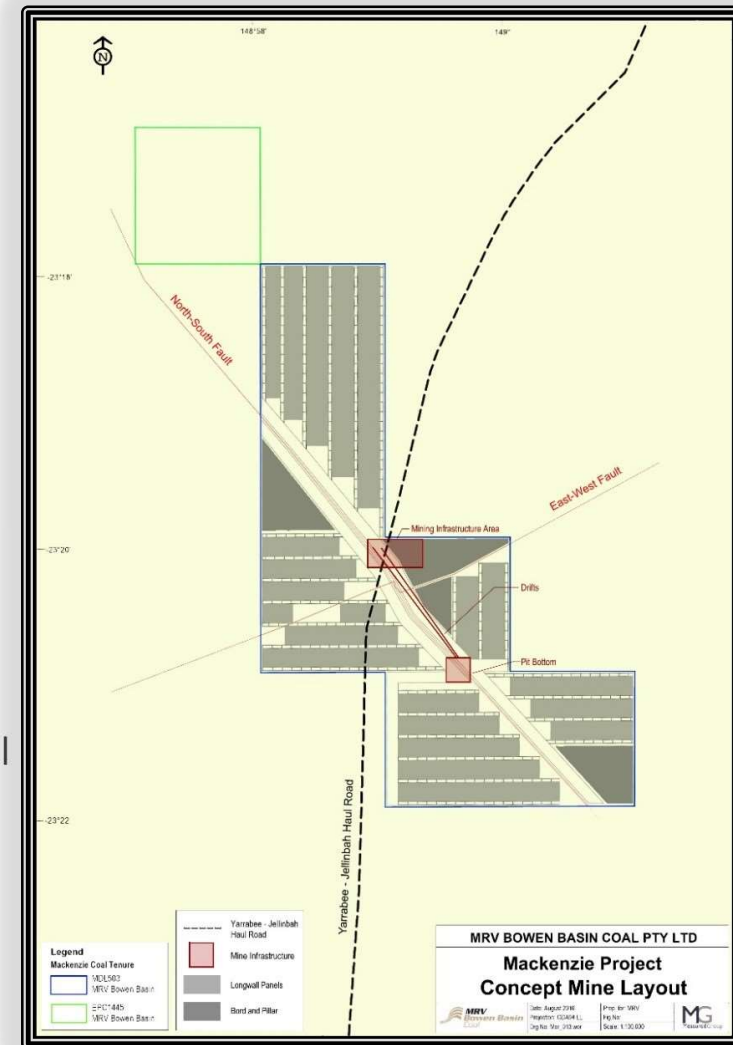 N
148°58'
149°
-23°18'
North-South Fault
East-West Fault
Mining Infrastructure Area
-23°20'
Drifts
Pit Bottom
-23°22
Yarrabee - Jellinbah Haul Road
Legend
Mackenzie Coal Tenure
MDL503
MRV Bowen Basin
EPC1445
MRV Bowen Basin
Yarrabee - Jellinbah
Haul Road
Mine Infrastructure
Longwall Panels
Bord and Pillar
MRV BOWEN BASIN COAL PTY LTD
Mackenzie Project
Concept Mine Layout
MRV
Bowen Basin
Coal
Date: August 2016
Prep for: MRV
Fig No:
Scale: 1:130,000
MG